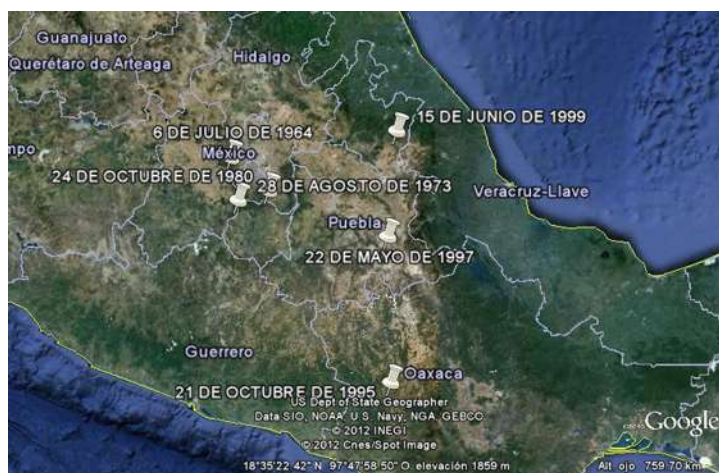 Guanajuato
Querétaro de Arteaga
Hidalgo
15 DE JUNIO DE 1999
6 DE JULIO DE 1964
mpo
México
24 DE OCTUBRE DE 1980
28 DE AGOSTO DE 1973
Veracruz-Llave
Puebla
22 DE MAYO DE 1997
Guerrero
Oaxaca
21 DE OCTUBRE DE 1995
US Dept of State Geographer
Data SIO, NOAA, U.S. Navy, NGA, GEBCO
© 2012 INEGI
© 2012 Cnes/Spot Image
Google
18°35'22.42" N 97°47'58.50" O elevación 1859 m
Alt. ojo 759.70 km